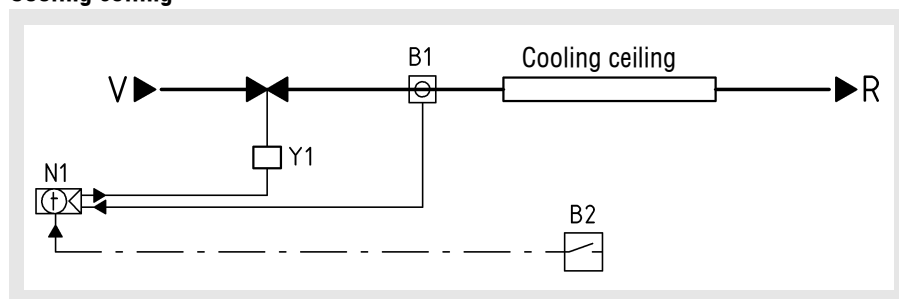 Cooling ceiling
B1 Cooling ceiling
V R
Y1
N1
t
B2